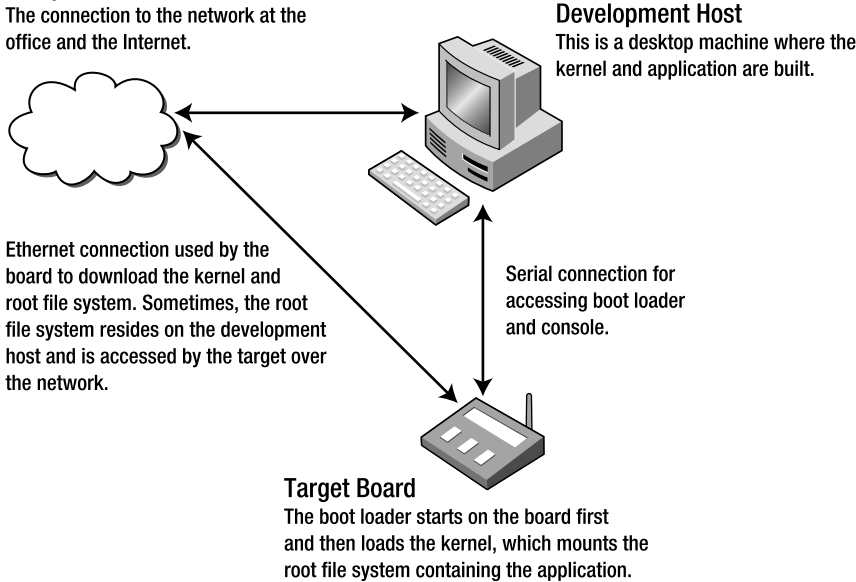 The connection to the network at the
office and the Internet.
Development Host
This is a desktop machine where the
kernel and application are built.
Ethernet connection used by the
board to download the kernel and
root file system. Sometimes, the root
file system resides on the development
host and is accessed by the target over
the network.
Serial connection for
accessing boot loader
and console.
Target Board
The boot loader starts on the board first
and then loads the kernel, which mounts the
root file system containing the application.